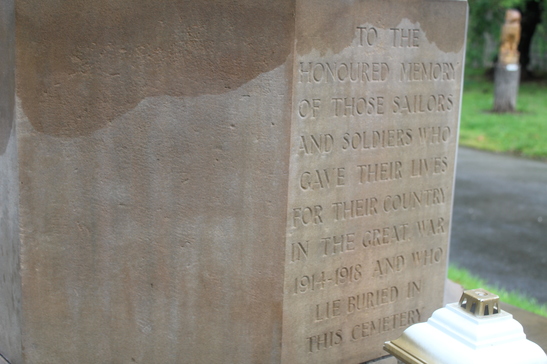 TO THE
HONOURED MEMORY
OF THOSE SAILORS
AND SOLDIERS WHO
GAVE THEIR LIVES
FOR THEIR COUNTRY
IN THE GREAT WAR
1914-1918 AND WHO
LIE BURIED IN
THIS CEMETERY